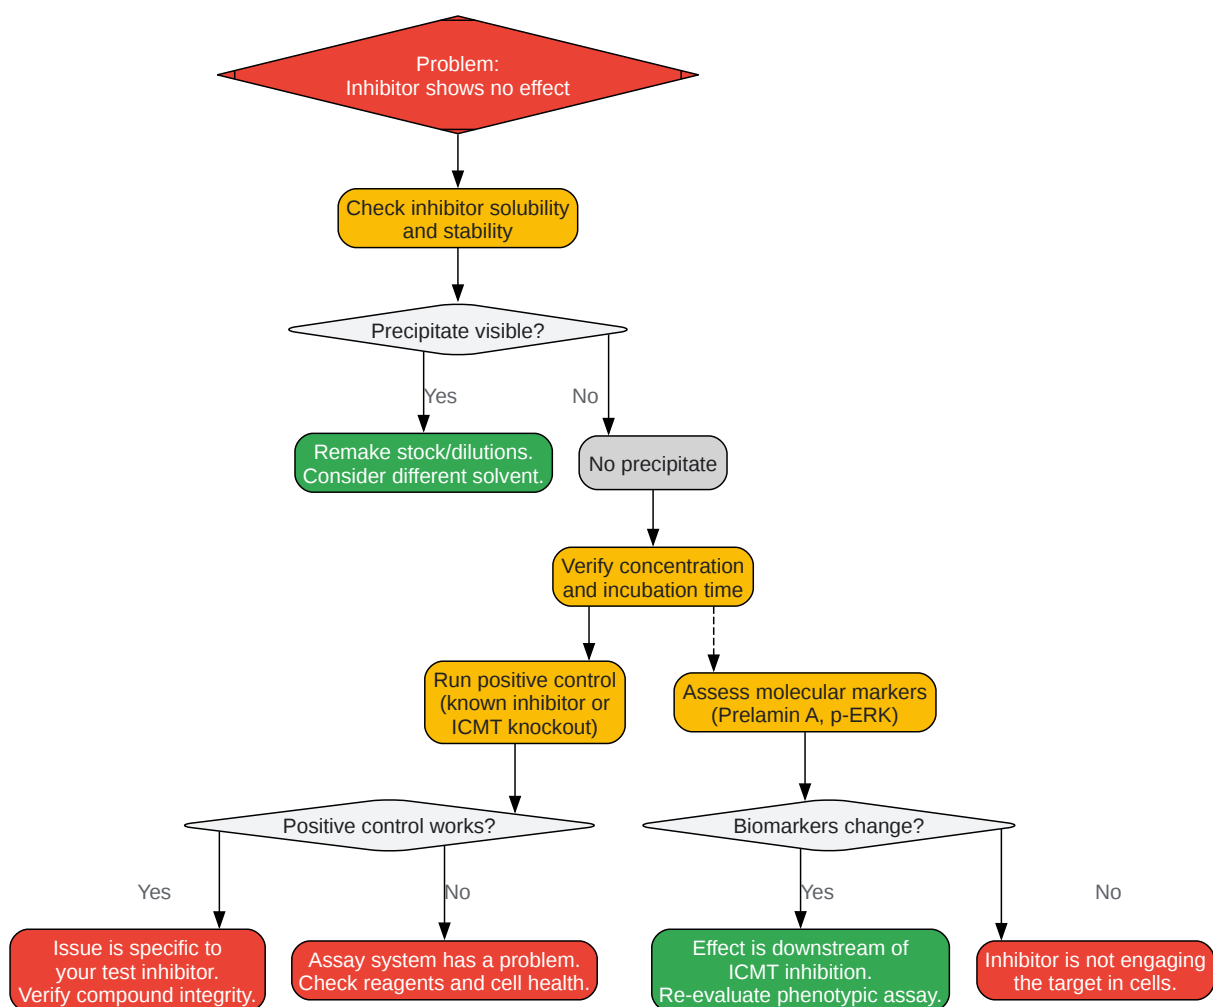 Problem:
Inhibitor shows no effect
Check inhibitor solubility
and stability
Precipitate visible?
Yes
No
Remake stock/dilutions.
Consider different solvent.
No precipitate
Verify concentration
and incubation time
Run positive control
(known inhibitor or
ICMT knockout)
Assess molecular markers
(Prelamin A, p-ERK)
Positive control works?
Biomarkers change?
Yes
No
Yes
No
Issue is specific to
your test inhibitor.
Verify compound integrity.
Assay system has a problem.
Check reagents and cell health.
Effect is downstream of
ICMT inhibition.
Re-evaluate phenotypic assay.
Inhibitor is not engaging
the target in cells.